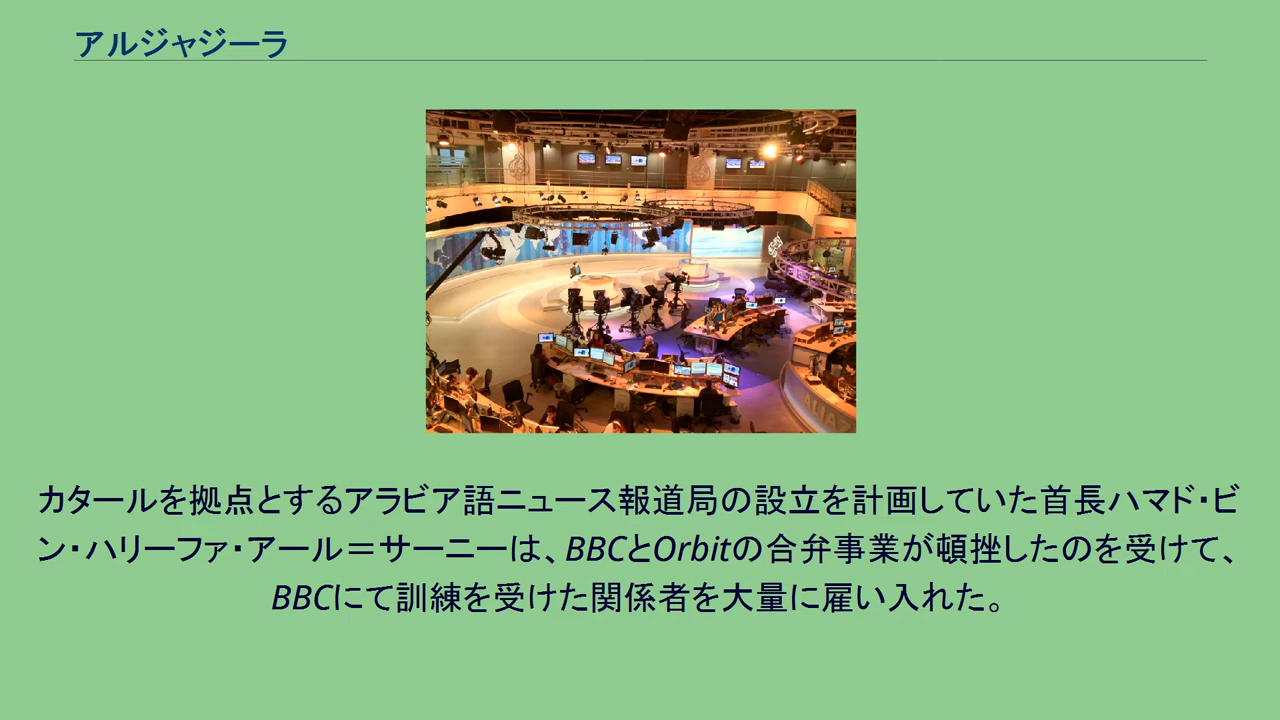 アルジャジーラ
カタールを拠点とするアラビア語ニュース報道局の設立を計画していた首長ハマド・ビ
ン・ハリーファ・アール＝サーニーは、BBCとOrbitの合弁事業が頓挫したのを受けて、
BBCにて訓練を受けた関係者を大量に雇い入れた。